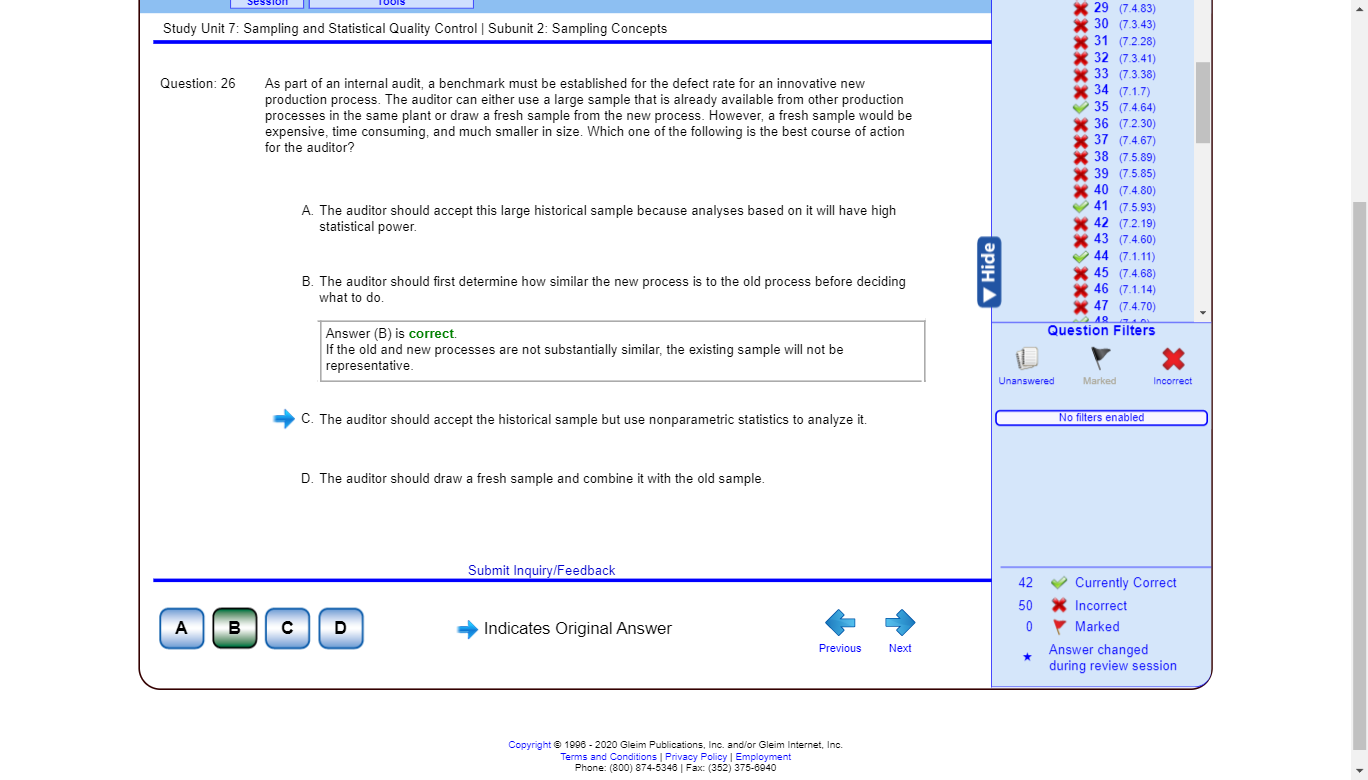 Session
Tools
Study Unit 7: Sampling and Statistical Quality Control | Subunit 2: Sampling Concepts
Question: 26
As part of an internal audit, a benchmark must be established for the defect rate for an innovative new
production process. The auditor can either use a large sample that is already available from other production
processes in the same plant or draw a fresh sample from the new process. However, a fresh sample would be
expensive, time consuming, and much smaller in size. Which one of the following is the best course of action
for the auditor?
A. The auditor should accept this large historical sample because analyses based on it will have high
statistical power.
B. The auditor should first determine how similar the new process is to the old process before deciding
what to do.
Answer (B) is correct.
If the old and new processes are not substantially similar, the existing sample will not be
representative.
C. The auditor should accept the historical sample but use nonparametric statistics to analyze it.
D. The auditor should draw a fresh sample and combine it with the old sample.
Submit Inquiry/Feedback
A
B
C
D
Indicates Original Answer
Previous
Next
29 (7.4.83)
30 (7.3.43)
31 (7.2.28)
32 (7.3.41)
33 (7.3.38)
34 (7.1.7)
35 (7.4.64)
36 (7.2.30)
37 (7.4.67)
38 (7.5.89)
39 (7.5.85)
40 (7.4.80)
41 (7.5.93)
42 (7.2.19)
43 (7.4.60)
44 (7.1.11)
45 (7.4.68)
46 (7.1.14)
47 (7.4.70)
48
Hide
Question Filters
Unanswered
Marked
Incorrect
No filters enabled
42 Currently Correct
50 Incorrect
0 Marked
Answer changed
during review session
Copyright © 1996 - 2020 Gleim Publications, Inc. and/or Gleim Internet, Inc.
Terms and Conditions | Privacy Policy | Employment
Phone: (800) 874-5346 | Fax: (352) 375-6940